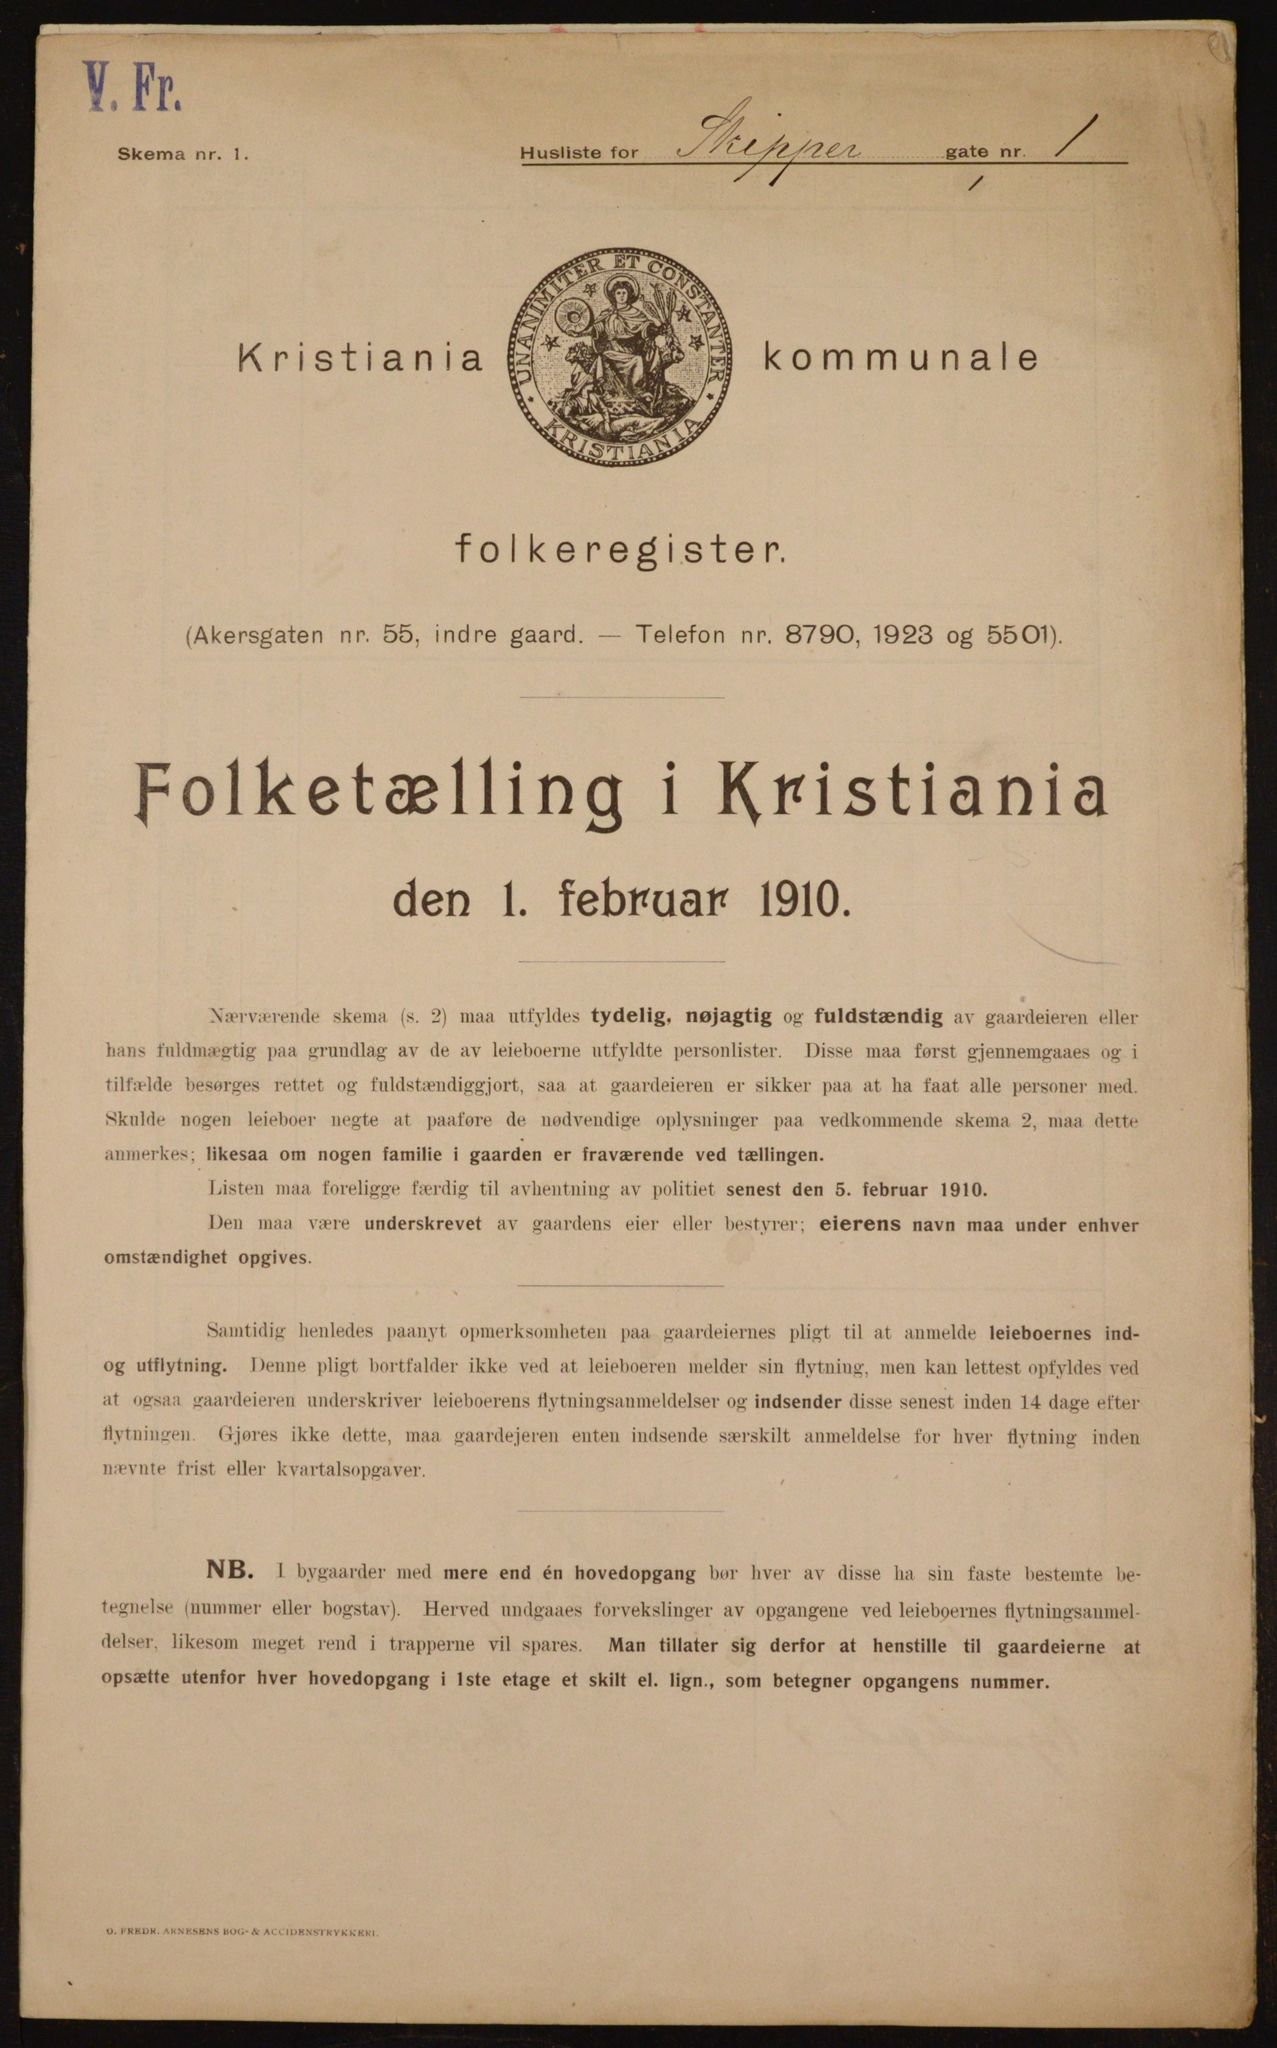 V. Fr.
Skema nr. 1.
Husliste for Skipper gate nr. 1
UNANIMITER ET CONSTANTER
KRISTIANIA
Kristiania kommunale
folkeregister.
(Akersgaten nr. 55, indre gaard. — Telefon nr. 8790, 1923 og 5501).
Folketælling i Kristiania
den 1. februar 1910.
Nærværende skema (s. 2) maa utfyldes tydelig, nøjagtig og fuldstændig av gaardeieren eller
hans fuldmægtig paa grundlag av de av leieboerne utfyldte personlister. Disse maa først gjennemgaaes og i
tilfælde besørges rettet og fuldstændiggjort, saa at gaardeieren er sikker paa at ha faat alle personer med.
Skulde nogen leieboer negte at paaføre de nødvendige oplysninger paa vedkommende skema 2, maa dette
anmerkes; likesaa om nogen familie i gaarden er fraværende ved tællingen.
Listen maa foreligge færdig til avhentning av politiet senest den 5. februar 1910.
Den maa være underskrevet av gaardens eier eller bestyrer; eierens navn maa under enhver
omstændighet opgives.
Samtidig henledes paanyt opmerksomheten paa gaardeiernes pligt til at anmelde leieboernes ind-
og utflytning. Denne pligt bortfalder ikke ved at leieboeren melder sin flytning, men kan lettest opfyldes ved
at ogsaa gaardeieren underskriver leieboerens flytningsanmeldelser og indsender disse senest inden 14 dage efter
flytningen. Gjøres ikke dette, maa gaardejeren enten indsende særskilt anmeldelse for hver flytning inden
nævnte frist eller kvartalsopgaver.
NB. I bygaarder med mere end én hovedopgang bør hver av disse ha sin faste bestemte be-
tegnelse (nummer eller bogstav). Herved undgaaes forvekslinger av opgangene ved leieboernes flytningsanmel-
delser, likesom meget rend i trapperne vil spares. Man tillater sig derfor at henstille til gaardeierne at
opsætte utenfor hver hovedopgang i 1ste etage et skilt el. lign., som betegner opgangens nummer.
O. FREDR. ARNESENS BOG- & ACCIDENSTRYKKERI.